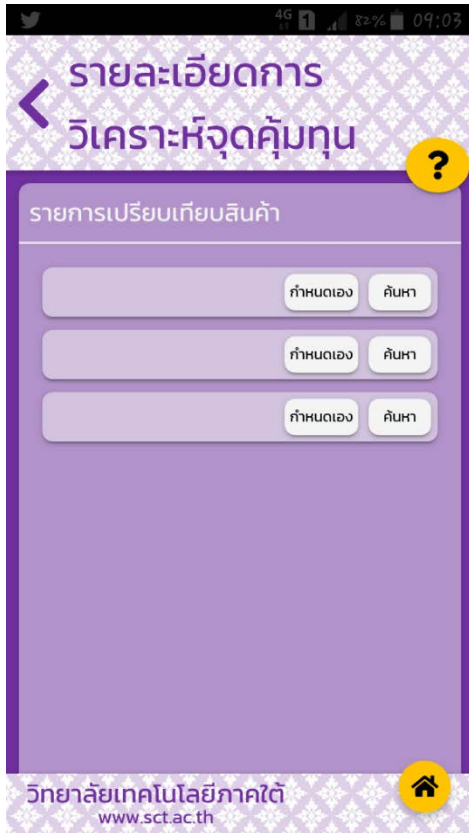 4G 1 82% 09:03
รายละเอียดการ
วิเคราะห์จุดคุ้มทุน
?
รายการเปรียบเทียบสินค้า
กำหนดเอง ค้นหา
กำหนดเอง ค้นหา
กำหนดเอง ค้นหา
วิทยาลัยเทคโนโลยีภาคใต้
www.sct.ac.th